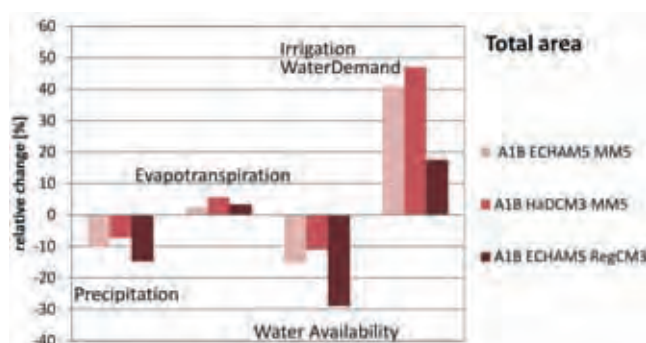 60
50
40
30
20
10
0
-10
-20
-30
-40
relative change [%]
Irrigation
WaterDemand
Evapotranspiration
Precipitation
Water Availability
Total area
A1B ECHAM5 MM5
A1B HaDCM3 MM5
A1B ECHAM5 RegCM3